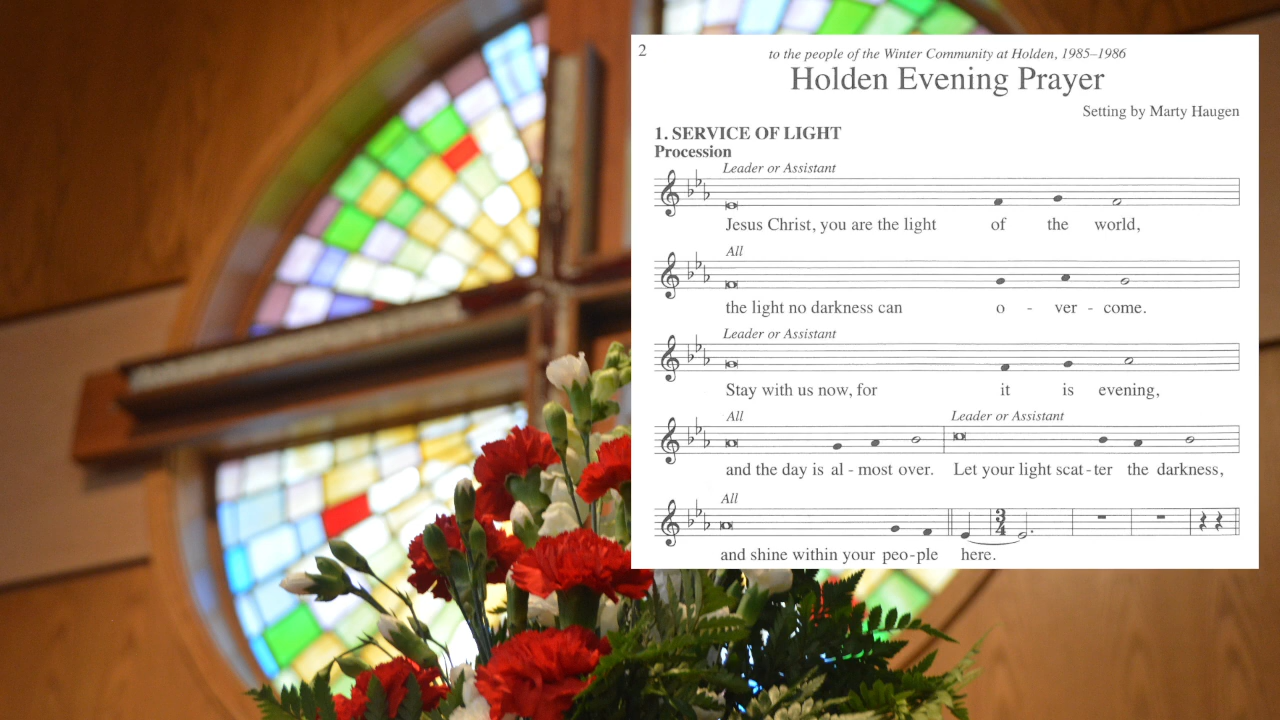 2
to the people of the Winter Community at Holden, 1985–1986
Holden Evening Prayer
Setting by Marty Haugen
1. SERVICE OF LIGHT
Procession
Leader or Assistant
Jesus Christ, you are the light of the world,
All
the light no darkness can o - ver - come.
Leader or Assistant
Stay with us now, for it is evening,
All Leader or Assistant
and the day is al - most over. Let your light scat - ter the darkness,
All
3
4
and shine within your peo - ple here.